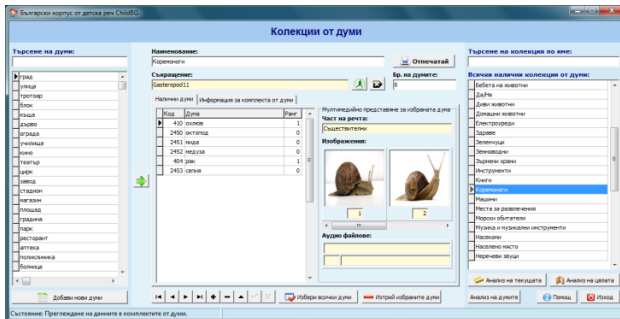 Български корпус от детска реч ChildBG
Колекции от думи
Търсене на думи:
град
улица
тротоар
блок
къща
дърво
ограда
училище
кино
театър
цирк
завод
стадион
магазин
площад
градина
парк
ресторант
аптека
поликлиника
болница
Добави нови думи
Наименование:
Коремоноги
Отпечатай
Съкращение:
Бр. на думите:
Gasteropod11
6
Налични думи
Информация за комплекта от думи
Код Дума Ранг
410 охлюв 1
2450 октопод 0
2451 мида 0
2452 медуза 0
404 рак 1
2453 сепия 0
Мултимедийно представяне за избраната дума
Част на речта:
Съществителни
Изображения:
1
2
Аудио файлове:
Избери всички думи
Изтрий избраните думи
Търсене на колекция по име:
Всички налични колекции от думи:
Бебета на животни
Да/Не
Диви животни
Домашни животни
Електроуреди
Здраве
Зеленчуци
Земноводни
Зърнени храни
Инструменти
Книги
Коремоноги
Машини
Места за развлечения
Морски обитатели
Музика и музикални инструменти
Насекоми
Населено място
Неречеви звуци
Анализ на текущата
Анализ на цялата
Анализ на думите
Помощ
Изход
Състояние: Преглеждане на данните в комплектите от думи.